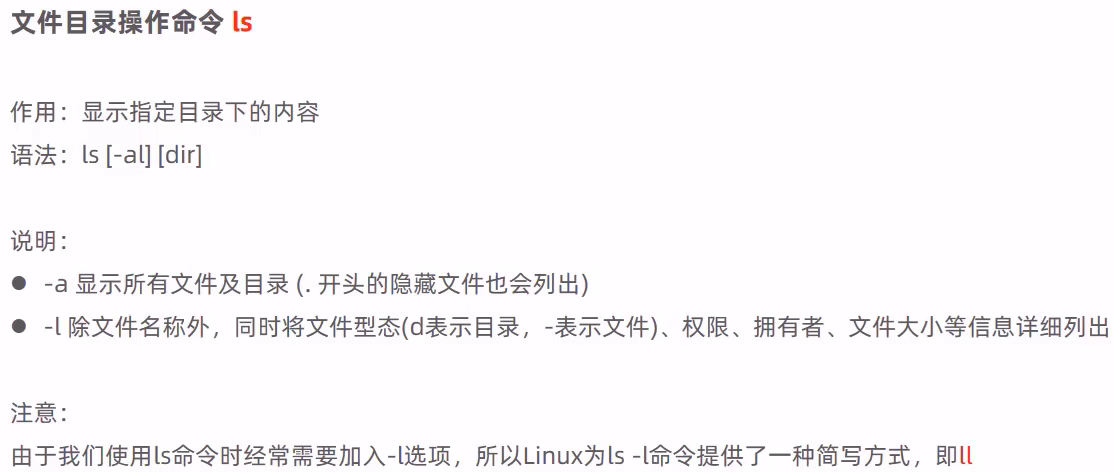 文件目录操作命令 ls
作用：显示指定目录下的内容
语法：ls [-al] [dir]
说明：
● -a 显示所有文件及目录 (. 开头的隐藏文件也会列出)
● -l 除文件名称外，同时将文件型态(d表示目录，-表示文件)、权限、拥有者、文件大小等信息详细列出
注意：
由于我们使用ls命令时经常需要加入-l选项，所以Linux为ls -l命令提供了一种简写方式，即ll